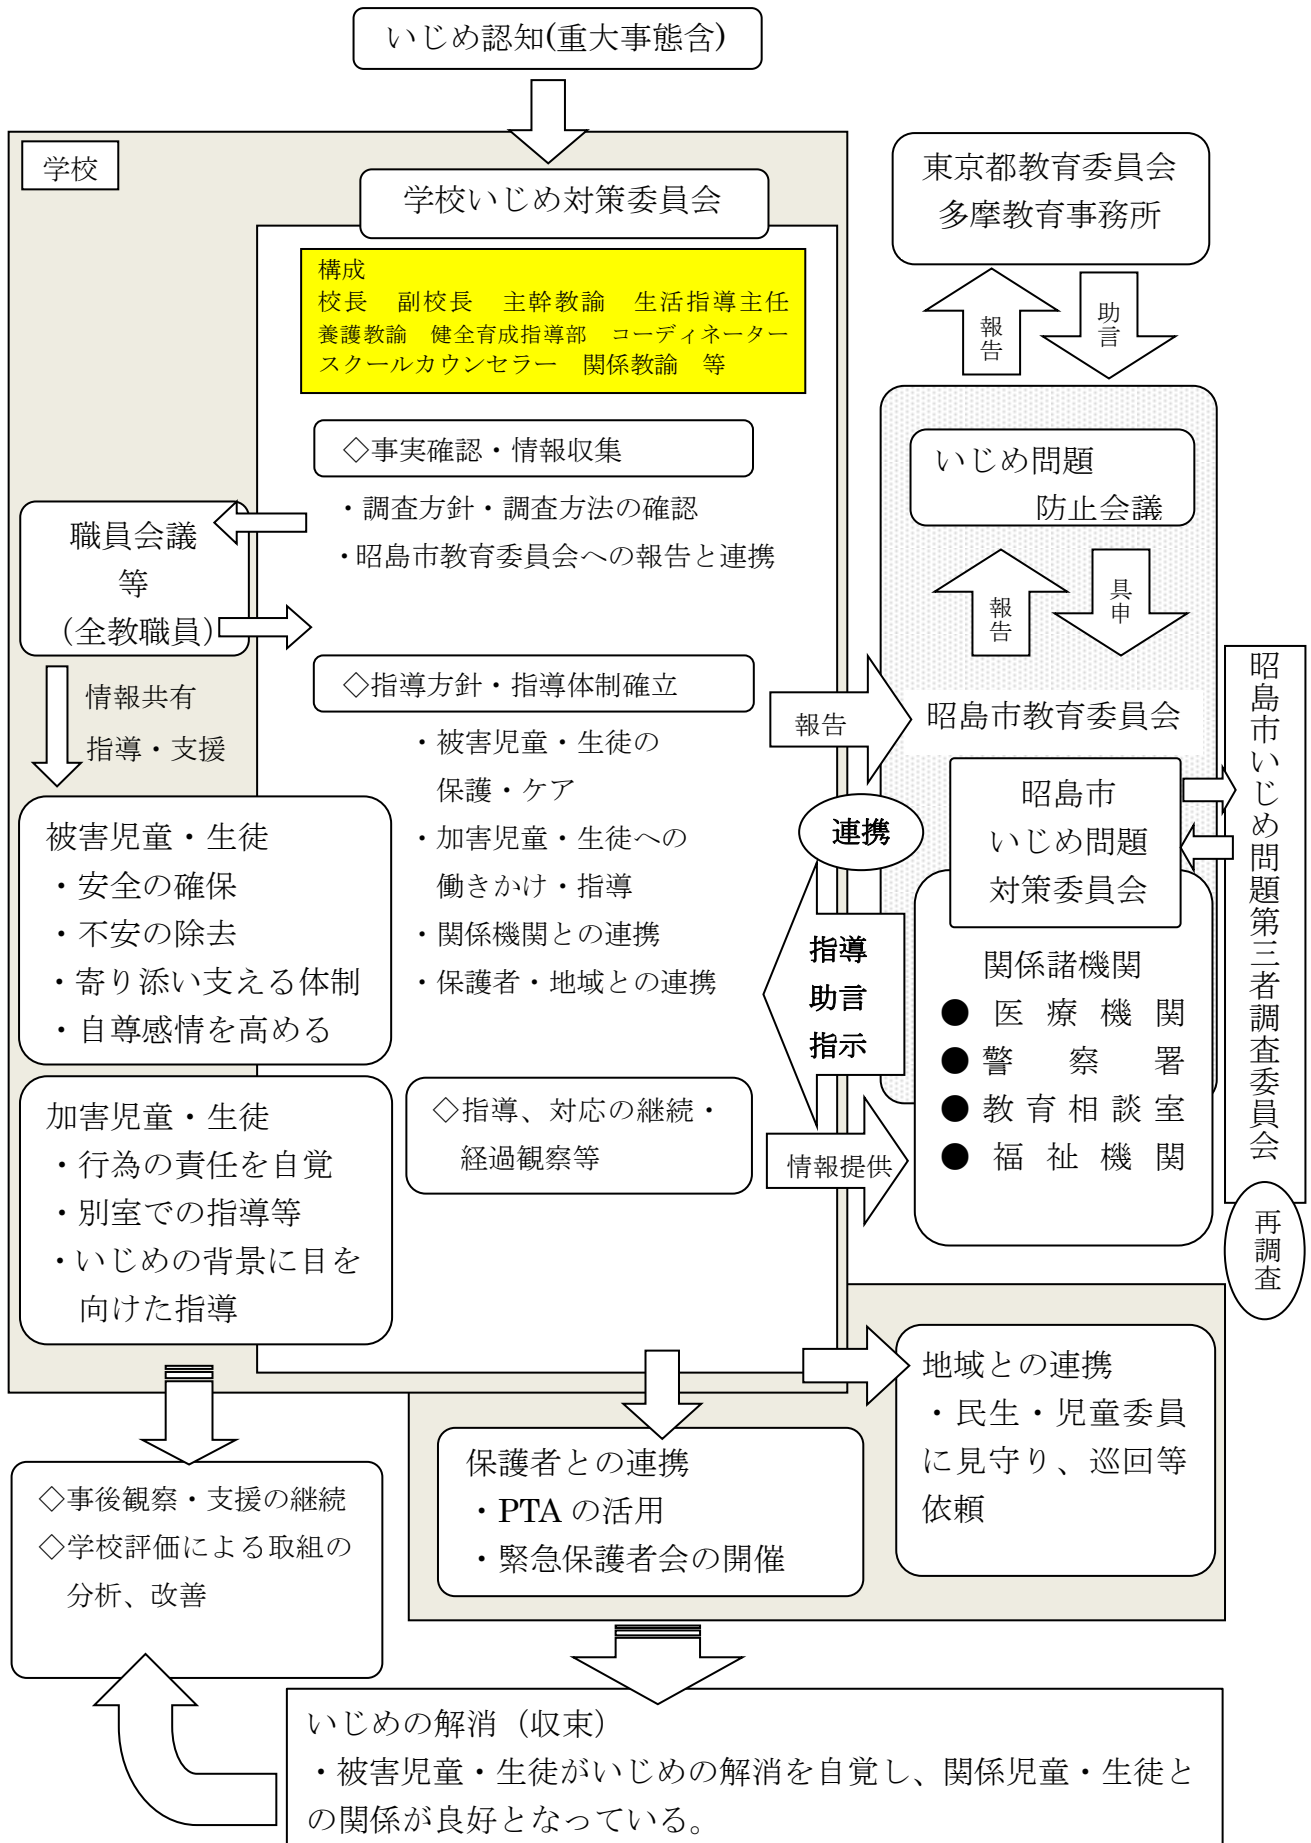 いじめ認知(重大事態含)
学校
学校いじめ対策委員会
構成
校長　副校長　主幹教諭　生活指導主任
養護教諭　健全育成指導部　コーディネーター
スクールカウンセラー　関係教諭　等
◇事実確認・情報収集
・調査方針・調査方法の確認
・昭島市教育委員会への報告と連携
職員会議
等
（全教職員）
情報共有
指導・支援
◇指導方針・指導体制確立
・被害児童・生徒の
保護・ケア
・加害児童・生徒への
働きかけ・指導
・関係機関との連携
・保護者・地域との連携
被害児童・生徒
・安全の確保
・不安の除去
・寄り添い支える体制
・自尊感情を高める
加害児童・生徒
・行為の責任を自覚
・別室での指導等
・いじめの背景に目を
向けた指導
◇指導、対応の継続・
経過観察等
東京都教育委員会
多摩教育事務所
報告
助言
いじめ問題
防止会議
報告
具申
報告
昭島市教育委員会
連携
昭島市
いじめ問題
対策委員会
指導
助言
指示
関係諸機関
●医療機関
●警察署
●教育相談室
●福祉機関
情報提供
昭島市いじめ問題第三者調査委員会
再調査
地域との連携
・民生・児童委員
に見守り、巡回等
依頼
保護者との連携
・PTA の活用
・緊急保護者会の開催
◇事後観察・支援の継続
◇学校評価による取組の
分析、改善
いじめの解消（収束）
・被害児童・生徒がいじめの解消を自覚し、関係児童・生徒と
の関係が良好となっている。